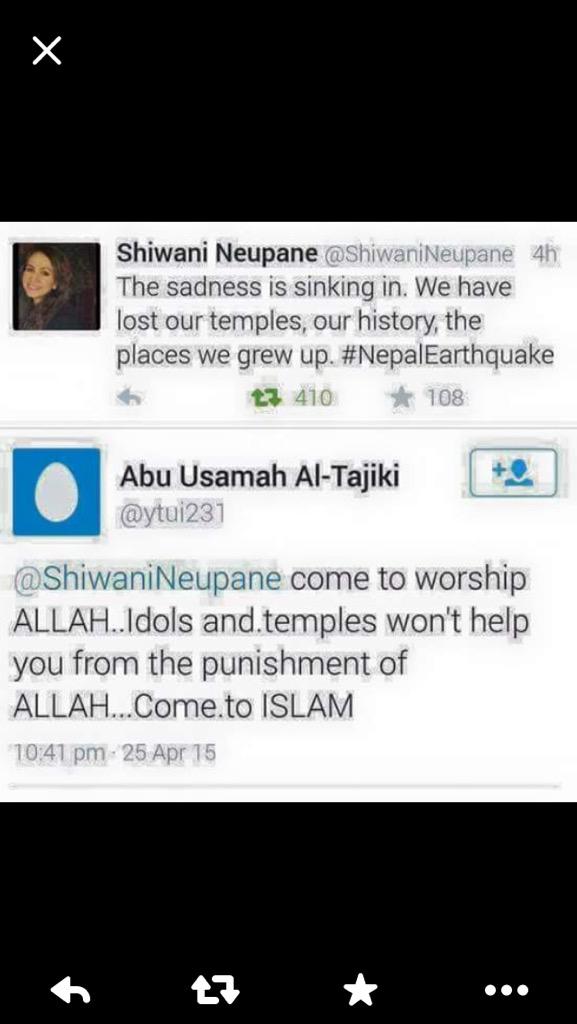 Shiwani Neupane @ShiwaniNeupane 4h
The sadness is sinking in. We have
lost our temples, our history, the
places we grew up. #NepalEarthquake
410 108
Abu Usamah Al-Tajiki
@ytui231
@ShiwaniNeupane come to worship
ALLAH..Idols and.temples won't help
you from the punishment of
ALLAH...Come.to ISLAM
10:41 pm · 25 Apr 15